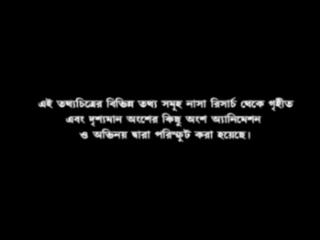 এই তথ্যচিত্রের বিভিন্ন তথ্য সমূহ নাসা রিসার্চ থেকে গৃহীত
এবং দৃশ্যমান অংশের কিছু অংশ অ্যানিমেশন
ও অভিনয় দ্বারা পরিস্ফুট করা হয়েছে।